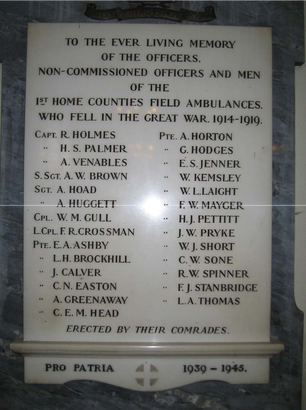 TO THE EVER LIVING MEMORY
OF THE OFFICERS,
NON-COMMISSIONED OFFICERS AND MEN
OF THE
1ST HOME COUNTIES FIELD AMBULANCES,
WHO FELL IN THE GREAT WAR, 1914-1919.
CAPT. R. HOLMES
" H. S. PALMER
" A. VENABLES
S. SGT. A. W. BROWN
SGT. A. HOAD
" A. HUGGETT
CPL. W. M. GULL
L. CPL. F. R. CROSSMAN
PTE. E. A. ASHBY
" L. H. BROCKHILL
" J. CALVER
" C. N. EASTON
" A. GREENAWAY
" C. E. M. HEAD
PTE. A. HORTON
" G. HODGES
" E. S. JENNER
" W. KEMSLEY
" W. L. LAIGHT
" F. W. MAYGER
" H. J. PETTITT
" J. W. PRYKE
" W. J. SHORT
" C. W. SONE
" R. W. SPINNER
" F. J. STANBRIDGE
" L. A. THOMAS
ERECTED BY THEIR COMRADES.
PRO PATRIA 1939 - 1945.